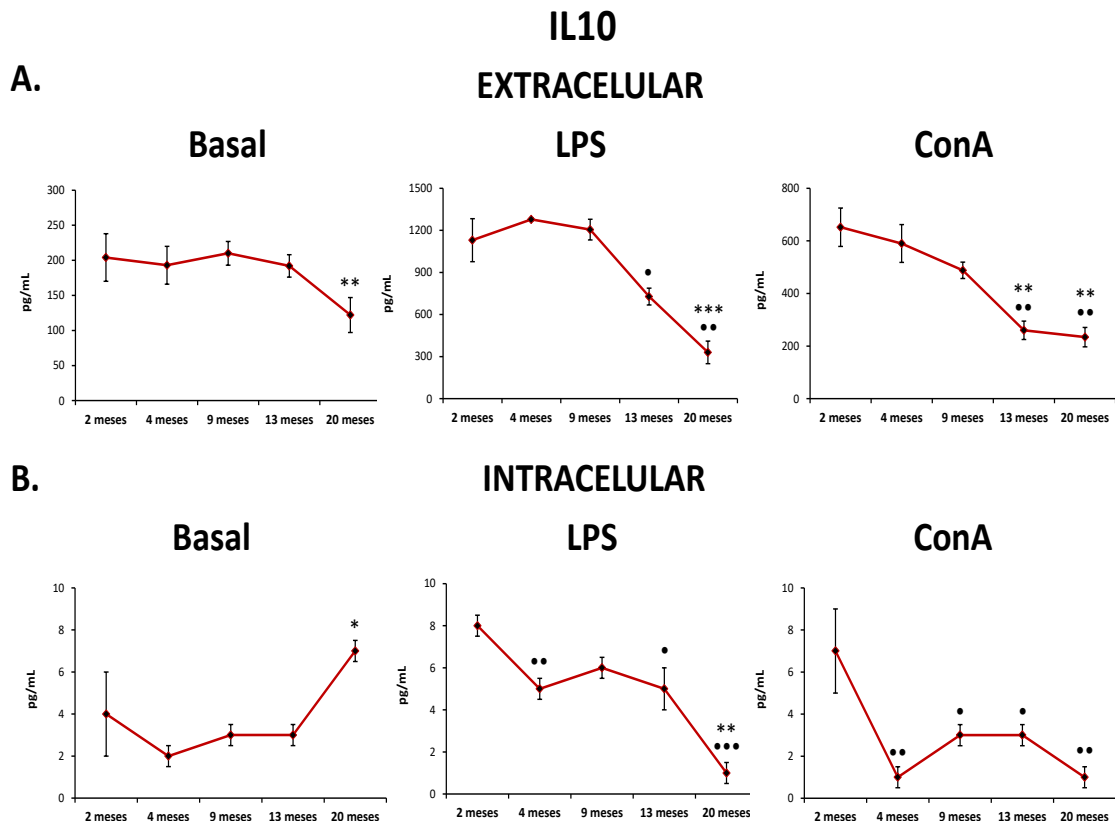 IL10
A.
EXTRACELULAR
Basal
LPS
ConA
300
250
200
150
100
50
0
pg/mL
**
2 meses 4 meses 9 meses 13 meses 20 meses
1500
1200
900
600
300
0
pg/mL
•
***
••
2 meses 4 meses 9 meses 13 meses 20 meses
800
600
400
200
0
pg/mL
** **
•• ••
2 meses 4 meses 9 meses 13 meses 20 meses
B.
INTRACELULAR
Basal
LPS
ConA
10
8
6
4
2
0
pg/mL
*
2 meses 4 meses 9 meses 13 meses 20 meses
10
8
6
4
2
0
pg/mL
•• •
**
•••
2 meses 4 meses 9 meses 13 meses 20 meses
10
8
6
4
2
0
pg/mL
•• • • ••
2 meses 4 meses 9 meses 13 meses 20 meses